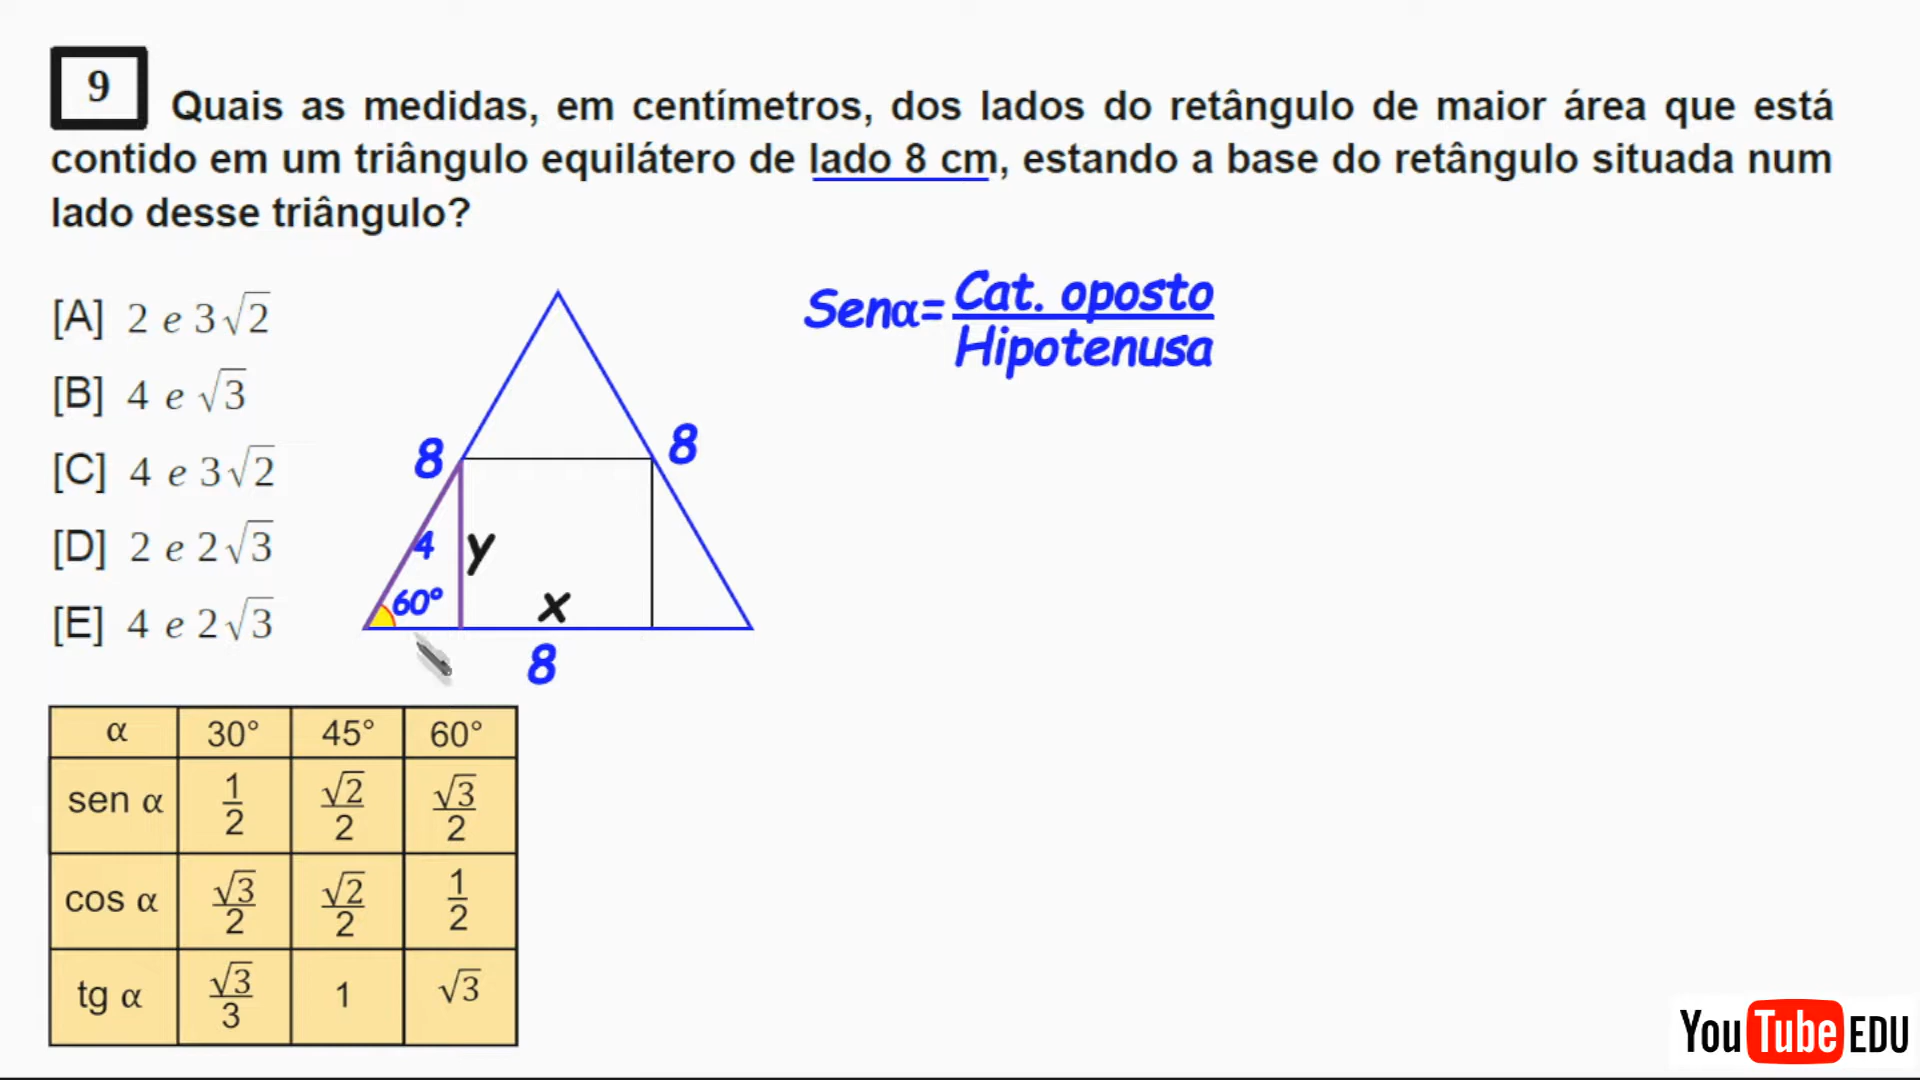 9
Quais as medidas, em centímetros, dos lados do retângulo de maior área que está
contido em um triângulo equilátero de lado 8 cm, estando a base do retângulo situada num
lado desse triângulo?
[A] 2 e 3√2
[B] 4 e √3
[C] 4 e 3√2
[D] 2 e 2√3
[E] 4 e 2√3
8
8
4
y
60°
x
8
Senα= Cat. oposto
Hipotenusa
α 30° 45° 60°
sen α 1/2 √2/2 √3/2
cos α √3/2 √2/2 1/2
tg α √3/3 1 √3
YouTube EDU